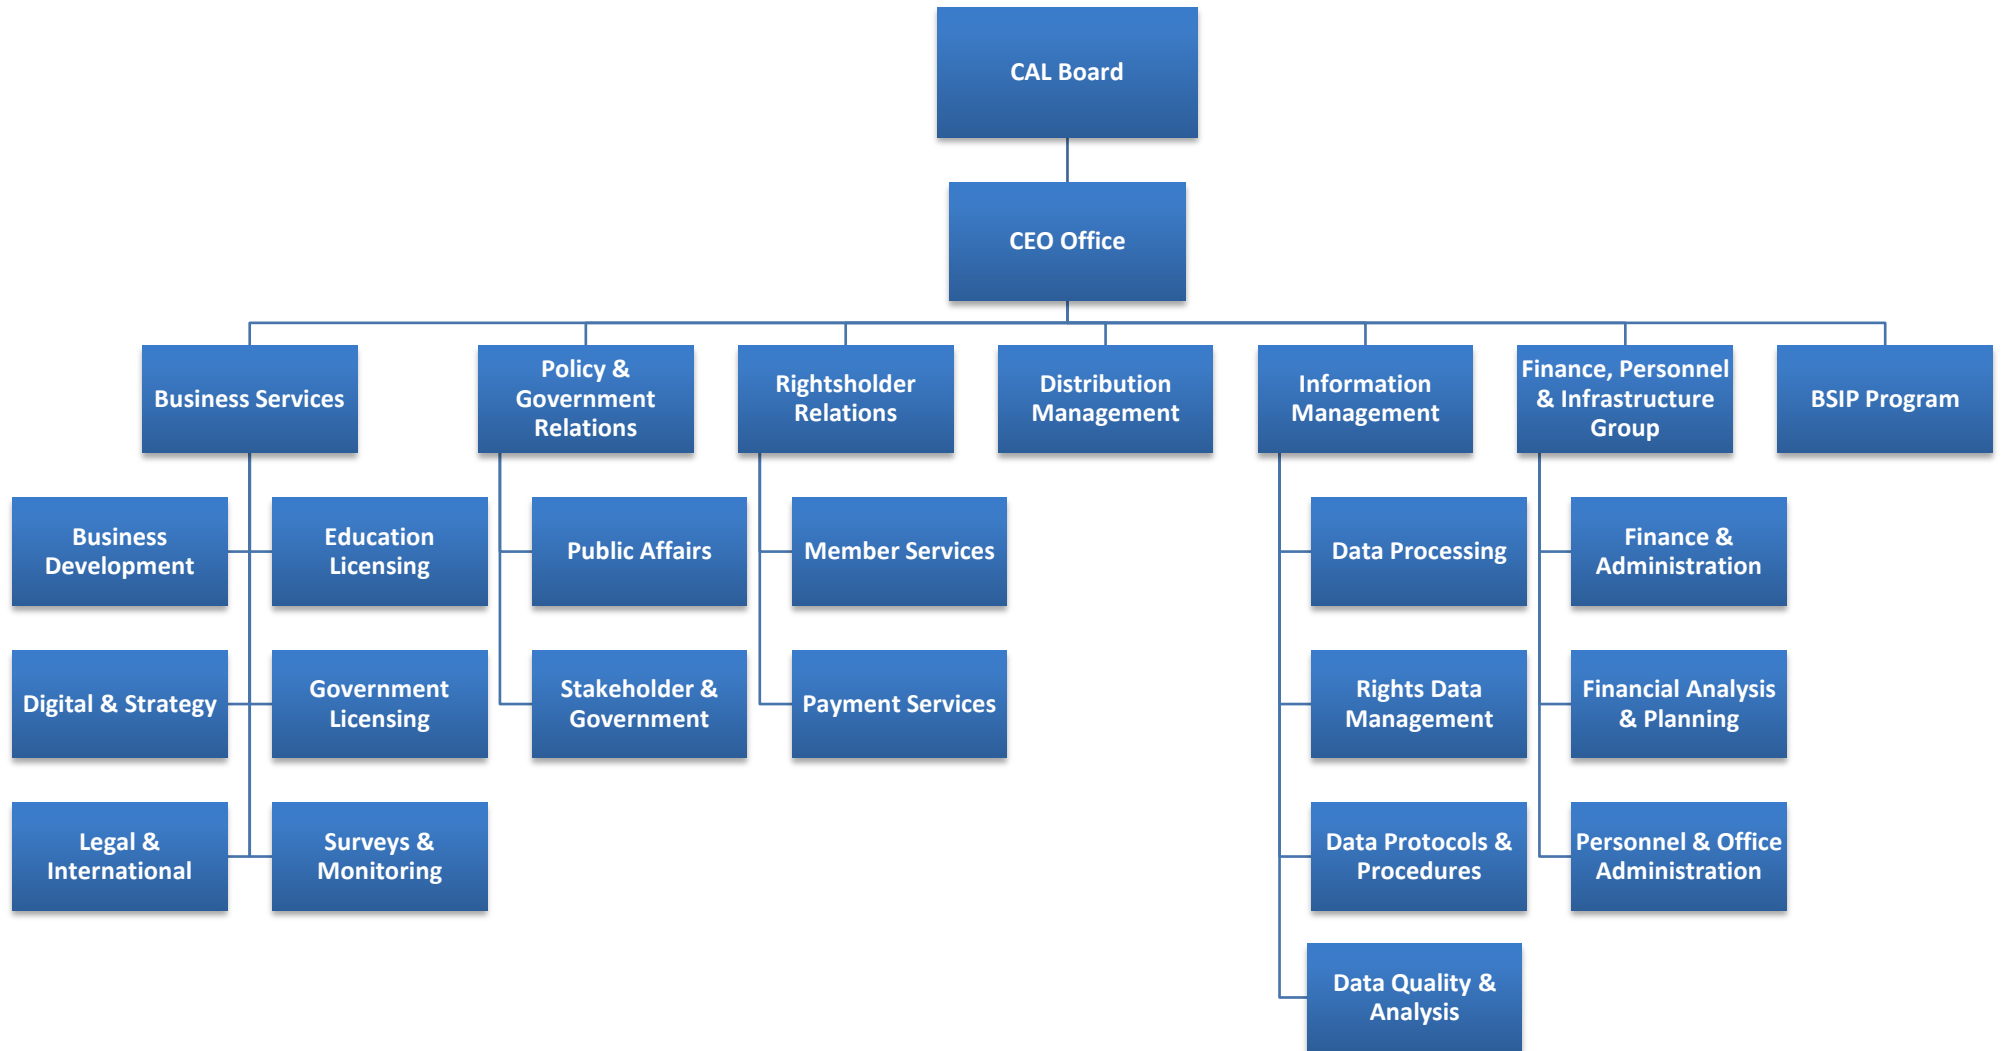 CAL Board
CEO Office
Business Services
Policy &
Government
Relations
Rightsholder
Relations
Distribution
Management
Information
Management
Finance, Personnel
& Infrastructure
Group
BSIP Program
Business
Development
Education
Licensing
Public Affairs
Member Services
Data Processing
Finance &
Administration
Digital & Strategy
Government
Licensing
Stakeholder &
Government
Payment Services
Rights Data
Management
Financial Analysis
& Planning
Legal &
International
Surveys &
Monitoring
Data Protocols &
Procedures
Personnel & Office
Administration
Data Quality &
Analysis